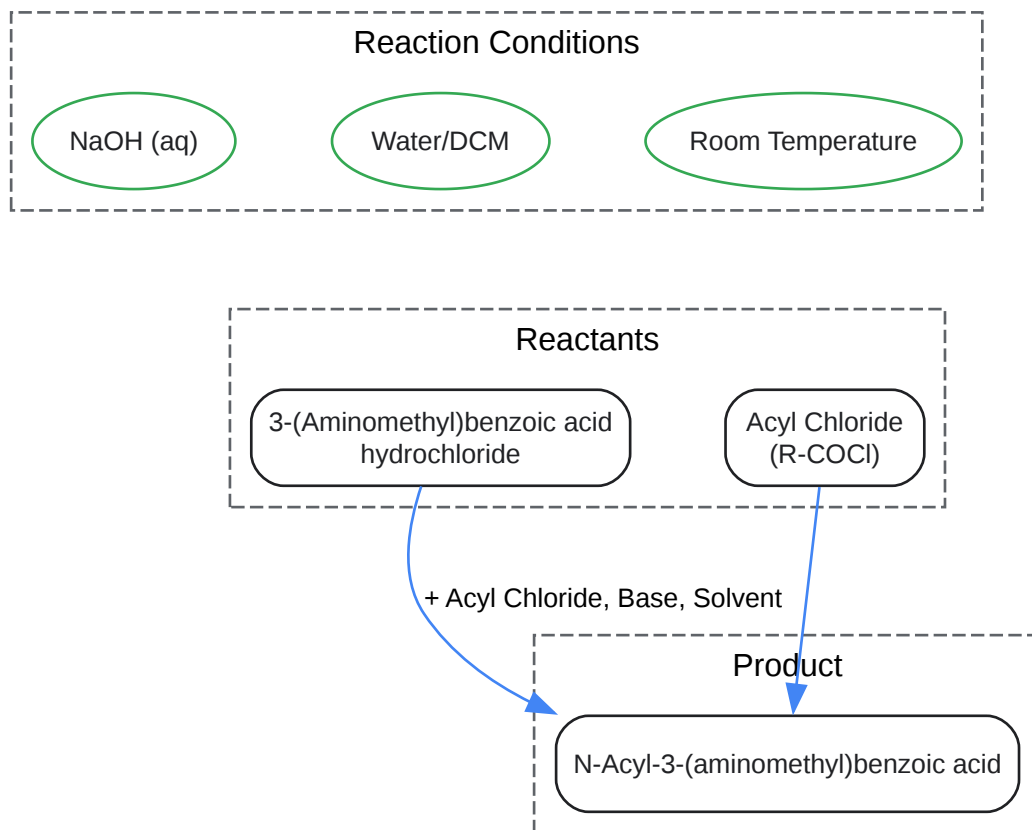 Reaction Conditions
NaOH (aq)
Water/DCM
Room Temperature
Reactants
3-(Aminomethyl)benzoic acid
hydrochloride
Acyl Chloride
(R-COCl)
+ Acyl Chloride, Base, Solvent
Product
N-Acyl-3-(aminomethyl)benzoic acid